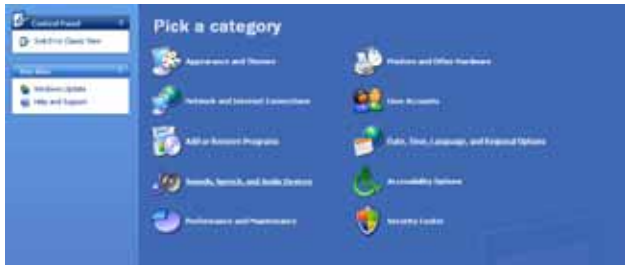 Control Panel
Switch to Classic View
See Also
Windows Update
Help and Support
Pick a category
Appearance and Themes
Printers and Other Hardware
Network and Internet Connections
User Accounts
Add or Remove Programs
Date, Time, Language, and Regional Options
Sounds, Speech, and Audio Devices
Accessibility Options
Performance and Maintenance
Security Center